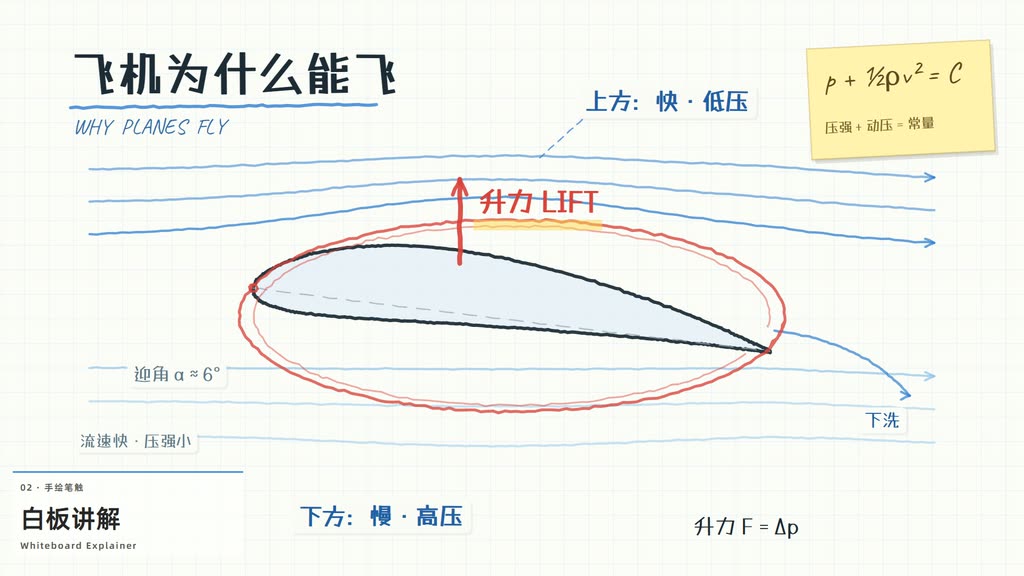 飞机为什么能飞
WHY PLANES FLY
p + ½ρv² = C
压强 + 动压 = 常量
上方: 快 · 低压
升力 LIFT
迎角 α ≈ 6°
下洗
流速快 · 压强小
02 · 手绘笔触
白板讲解
Whiteboard Explainer
下方: 慢 · 高压
升力 F = Δp